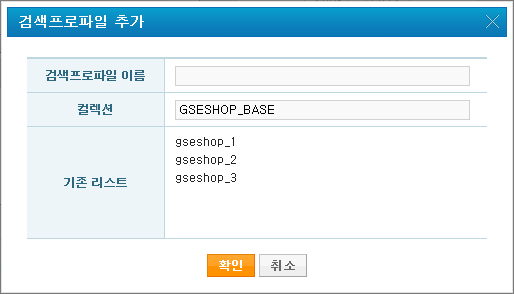 검색프로파일 추가
검색프로파일 이름
컬렉션
GSESHOP_BASE
기존 리스트
gseshop_1
gseshop_2
gseshop_3
확인 취소